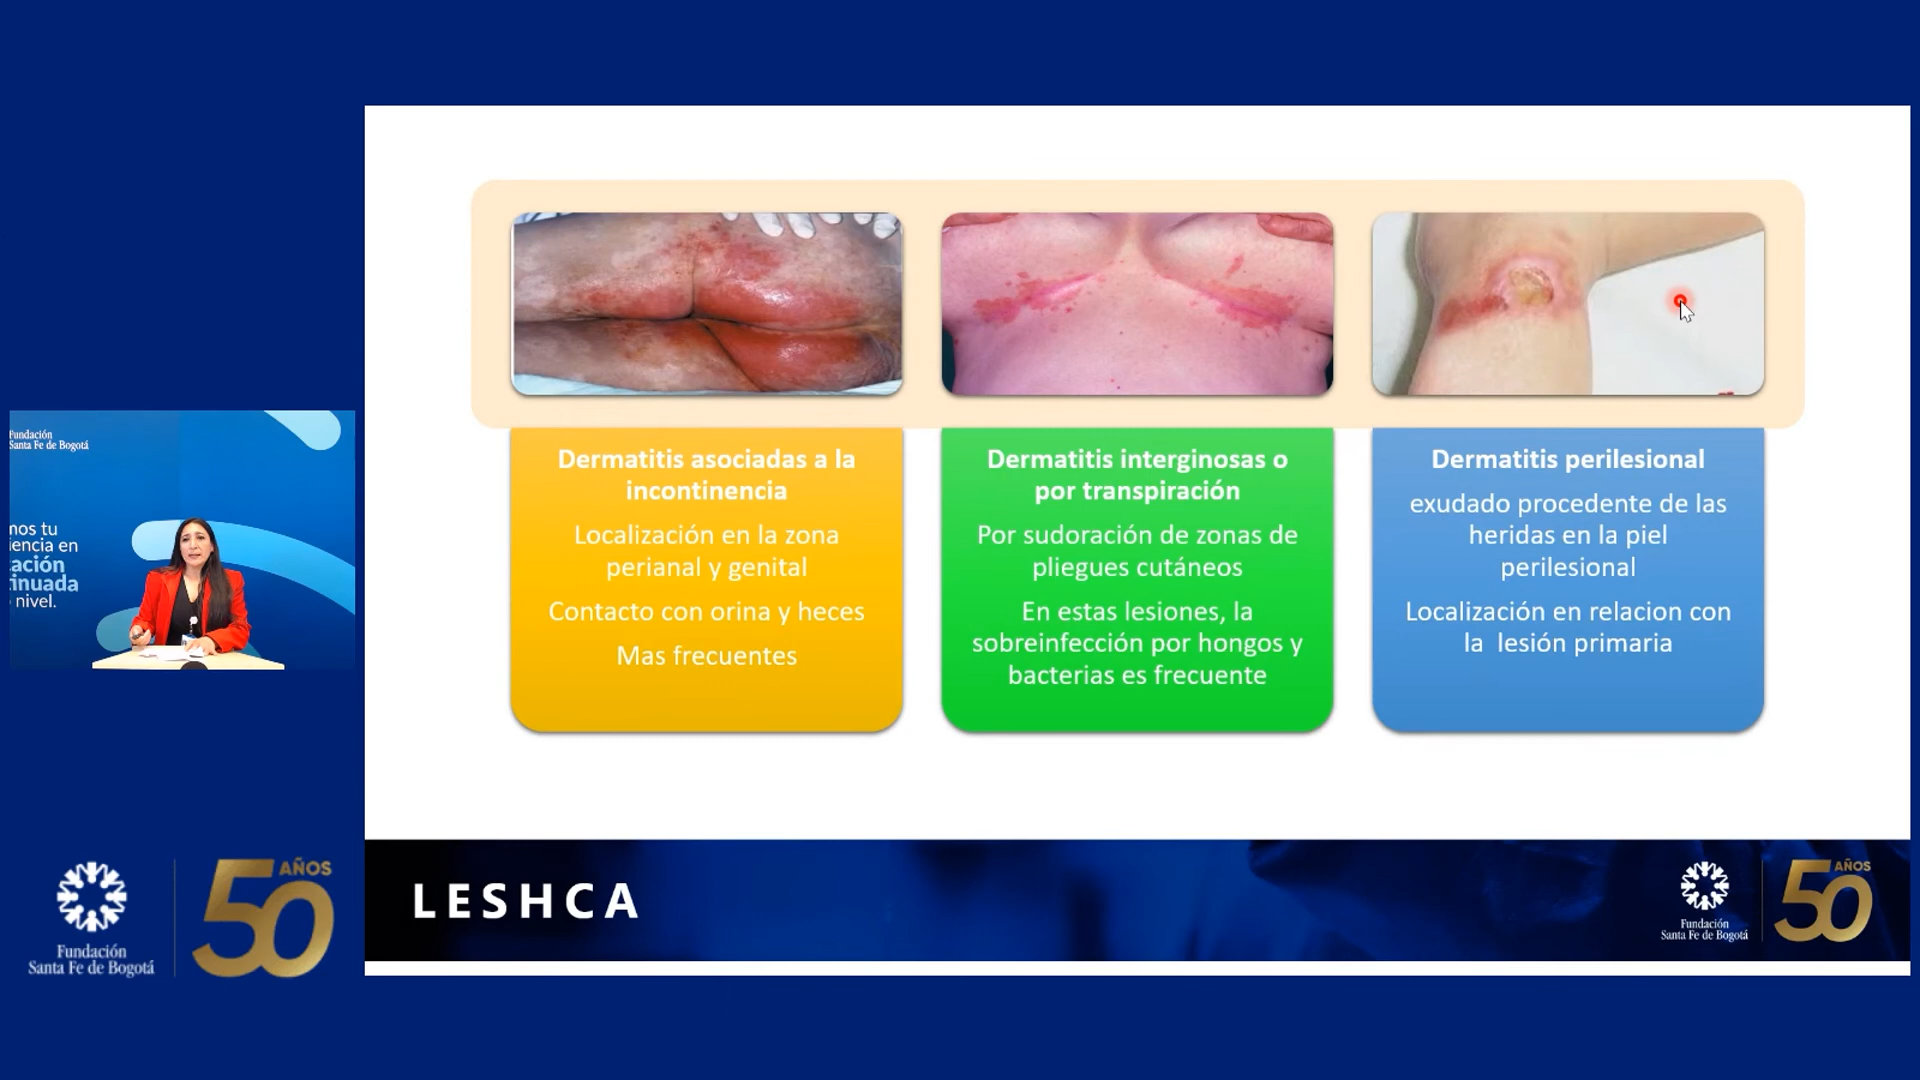 Dermatitis asociadas a la
incontinencia
Localización en la zona
perianal y genital
Contacto con orina y heces
Mas frecuentes
Dermatitis interginosas o
por transpiración
Por sudoración de zonas de
pliegues cutáneos
En estas lesiones, la
sobreinfección por hongos y
bacterias es frecuente
Dermatitis perilesional
exudado procedente de las
heridas en la piel
perilesional
Localización en relacion con
la lesión primaria
Fundación
Santa Fe de Bogotá
mos tu
iencia en
ación
inuada
nivel.
Fundación
Santa Fe de Bogotá
50 AÑOS
LESHCA
Fundación
Santa Fe de Bogotá
50 AÑOS